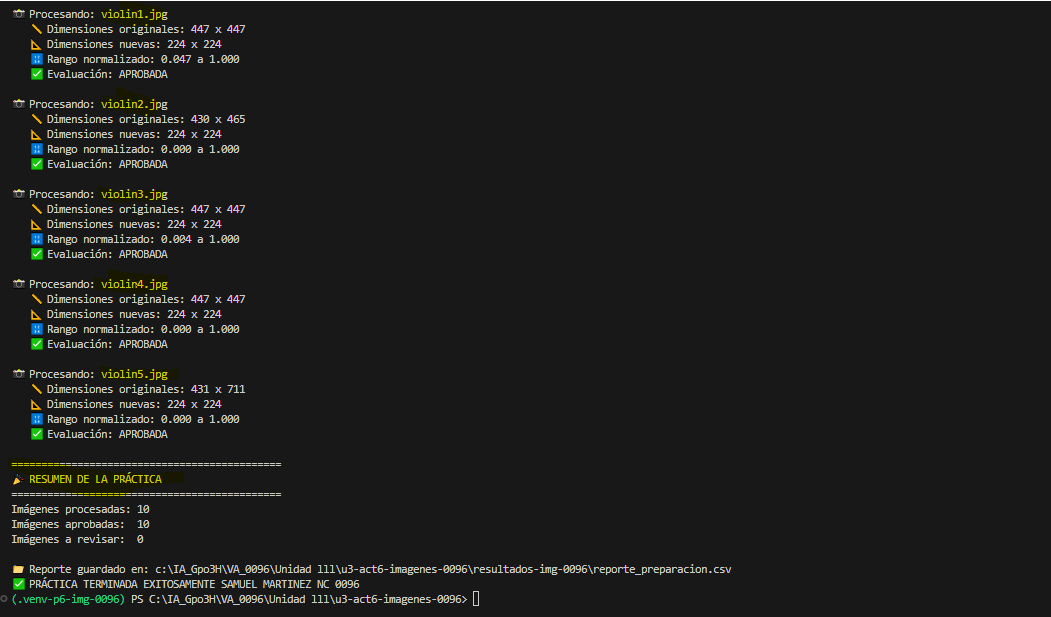 Procesando: violin1.jpg
Dimensiones originales: 447 x 447
Dimensiones nuevas: 224 x 224
Rango normalizado: 0.047 a 1.000
Evaluación: APROBADA
Procesando: violin2.jpg
Dimensiones originales: 430 x 465
Dimensiones nuevas: 224 x 224
Rango normalizado: 0.000 a 1.000
Evaluación: APROBADA
Procesando: violin3.jpg
Dimensiones originales: 447 x 447
Dimensiones nuevas: 224 x 224
Rango normalizado: 0.004 a 1.000
Evaluación: APROBADA
Procesando: violin4.jpg
Dimensiones originales: 447 x 447
Dimensiones nuevas: 224 x 224
Rango normalizado: 0.000 a 1.000
Evaluación: APROBADA
Procesando: violin5.jpg
Dimensiones originales: 431 x 711
Dimensiones nuevas: 224 x 224
Rango normalizado: 0.000 a 1.000
Evaluación: APROBADA
=============================================
RESUMEN DE LA PRÁCTICA
=============================================
Imágenes procesadas: 10
Imágenes aprobadas:  10
Imágenes a revisar:  0
Reporte guardado en: c:\IA_Gpo3H\VA_0096\Unidad lll\u3-act6-imagenes-0096\resultados-img-0096\reporte_preparacion.csv
PRÁCTICA TERMINADA EXITOSAMENTE SAMUEL MARTINEZ NC 0096
(.venv-p6-img-0096) PS C:\IA_Gpo3H\VA_0096\Unidad lll\u3-act6-imagenes-0096>